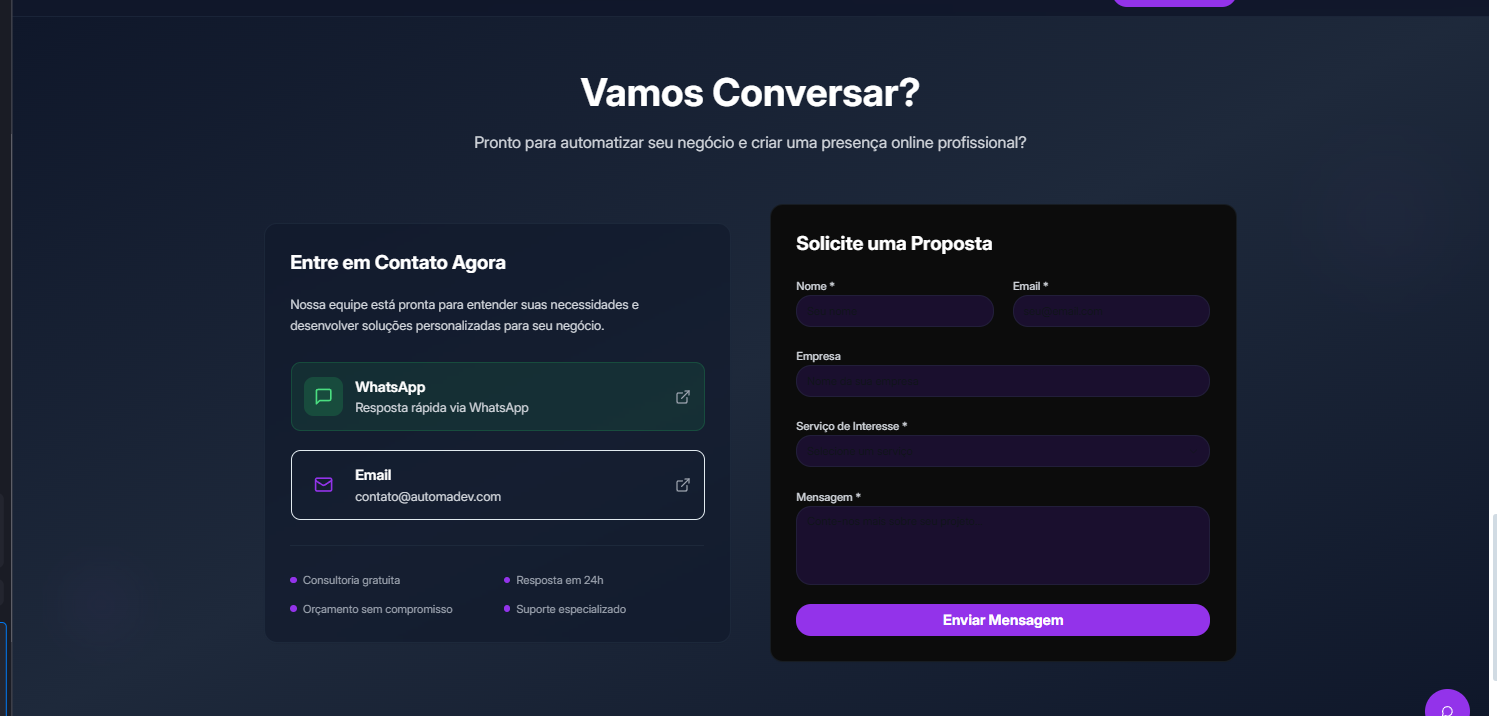 Vamos Conversar?
Pronto para automatizar seu negócio e criar uma presença online profissional?
Entre em Contato Agora
Nossa equipe está pronta para entender suas necessidades e
desenvolver soluções personalizadas para seu negócio.
WhatsApp
Resposta rápida via WhatsApp
Email
contato@automadev.com
Consultoria gratuita
Resposta em 24h
Orçamento sem compromisso
Suporte especializado
Solicite uma Proposta
Nome *
Email *
Empresa
Serviço de Interesse *
Mensagem *
Enviar Mensagem